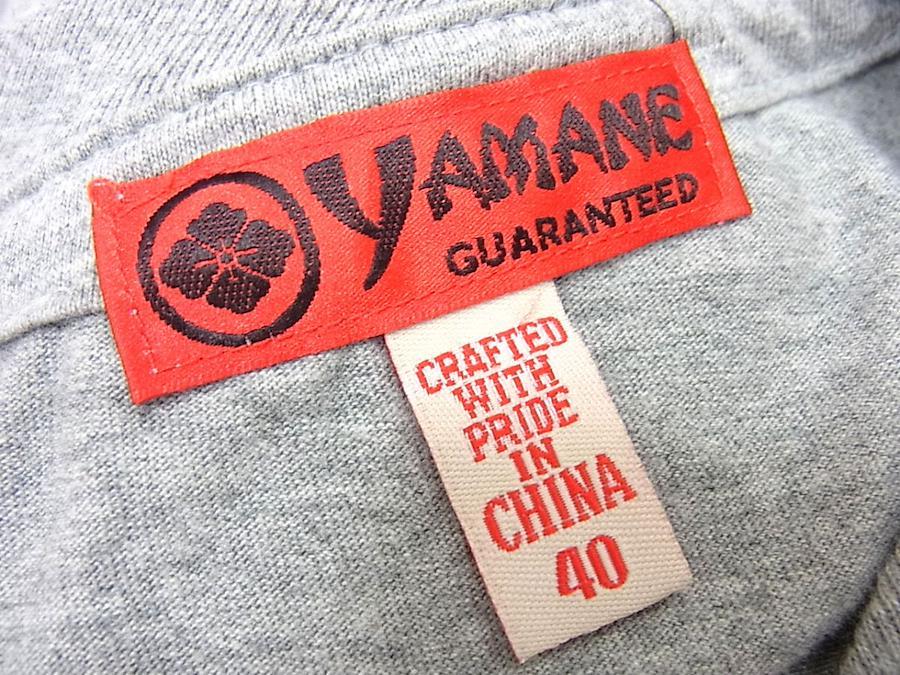 YAMANE
GUARANTEED
CRAFTED
WITH
PRIDE
IN
CHINA
40